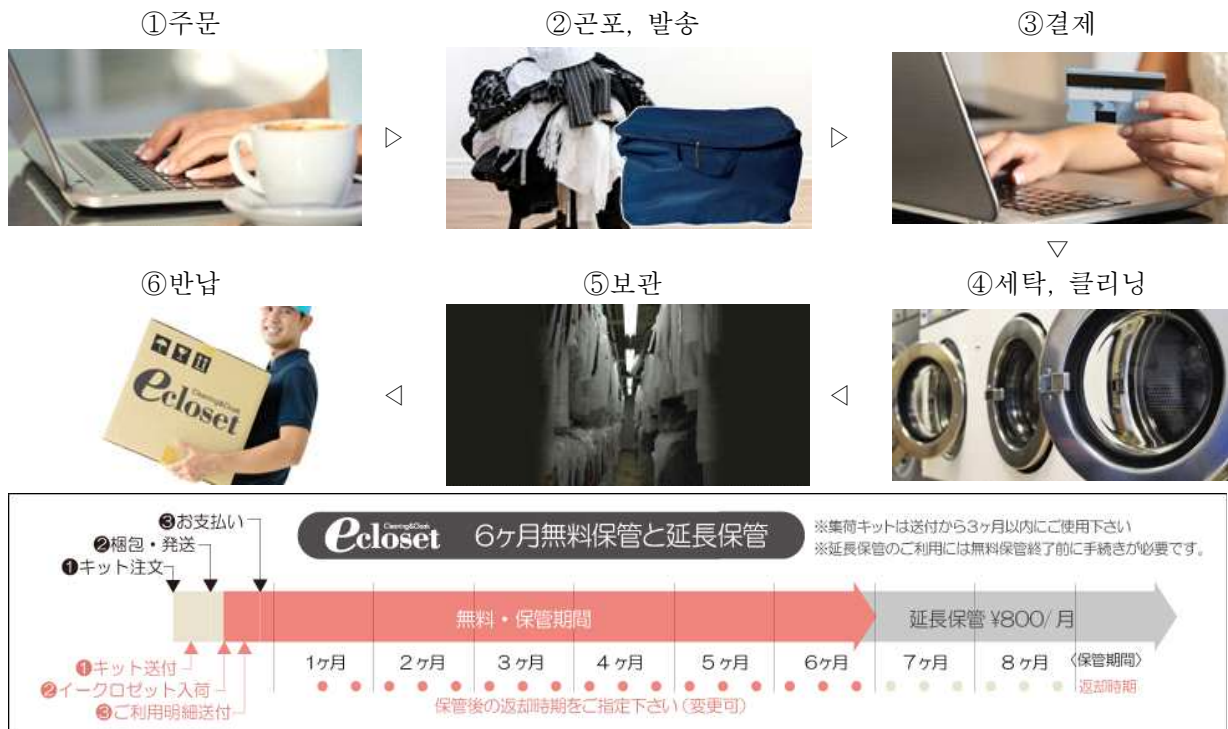 ①주문
②곤포, 발송
③결제
▷
▷
▽
⑥반납
⑤보관
④세탁, 클리닝
ecloset
Cleaning&Cloak
◁
◁
❸お支払い
❷梱包・発送
❶キット注文
ecloset Cleaning&Cloak 6ヶ月無料保管と延長保管
※集荷キットは送付から3ヶ月以内にご使用下さい
※延長保管のご利用には無料保管終了前に手続きが必要です。
無料・保管期間
延長保管 ¥800/月
1ヶ月 2ヶ月 3ヶ月 4ヶ月 5ヶ月 6ヶ月 7ヶ月 8ヶ月 〈保管期間〉
❶キット送付
❷イークロゼット入荷
❸ご利用明細送付
保管後の返却時期をご指定下さい(変更可)
返却時期